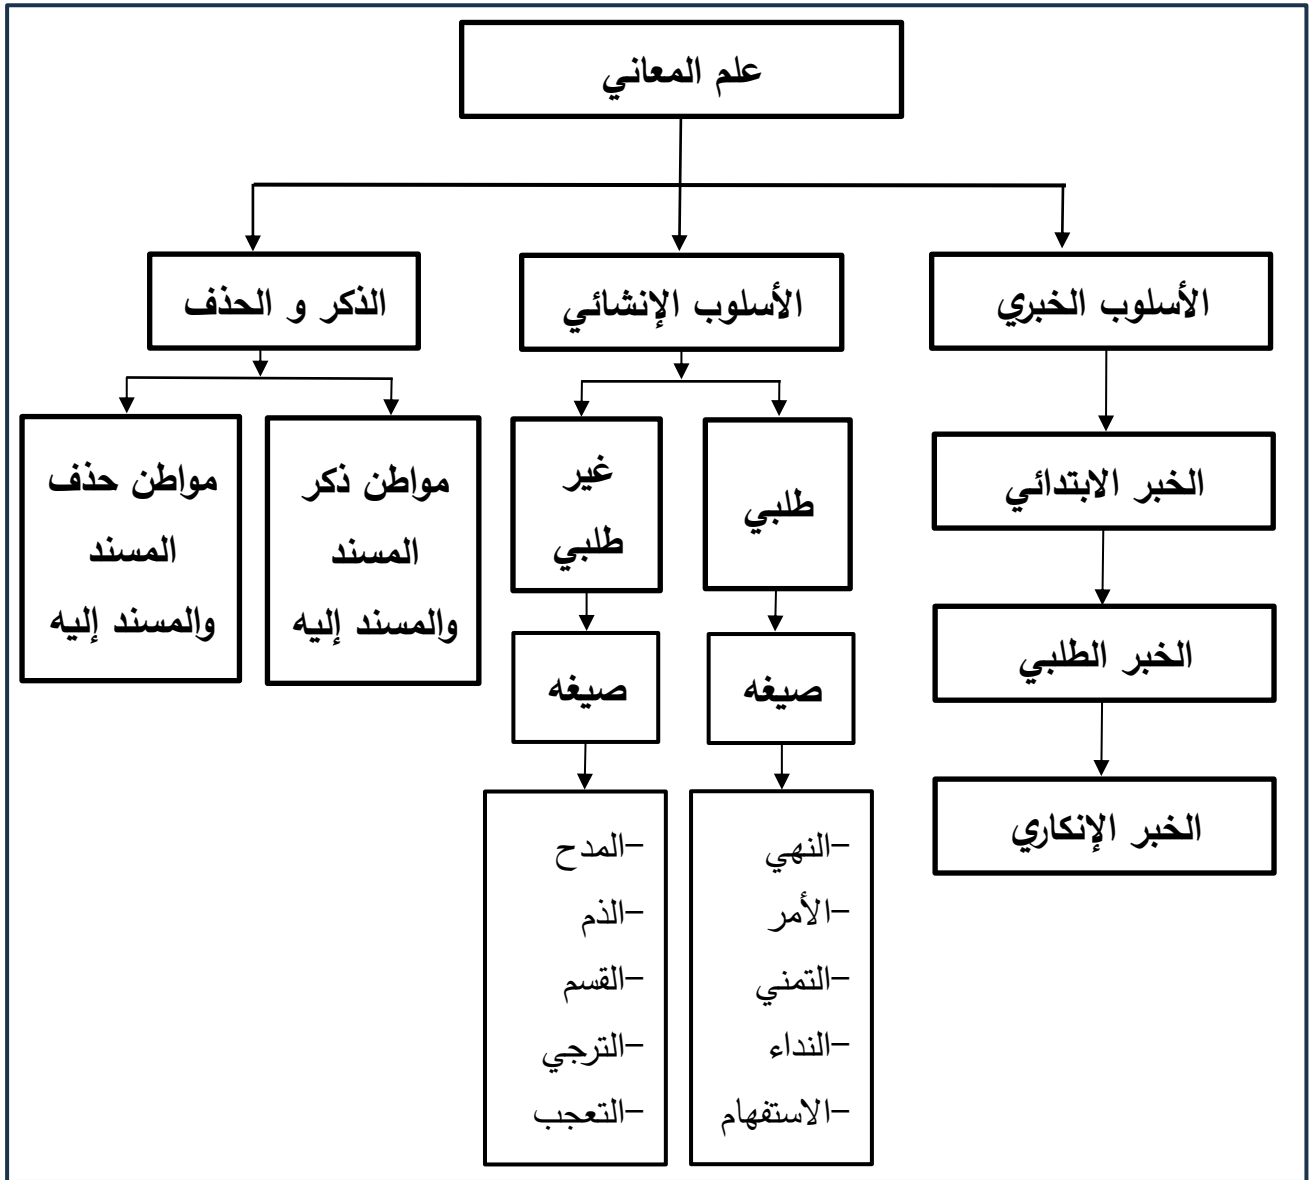 علم المعاني
الأسلوب الخبري
الأسلوب الإنشائي
الذكر و الحذف
الخبر الابتدائي
الخبر الطلبي
الخبر الإنكاري
طلبي
صيغه
-النهي
-الأمر
-التمني
-النداء
-الاستفهام
غير
طلبي
صيغه
-المدح
-الذم
-القسم
-الترجي
-التعجب
مواطن ذكر
المسند
والمسند إليه
مواطن حذف
المسند
والمسند إليه